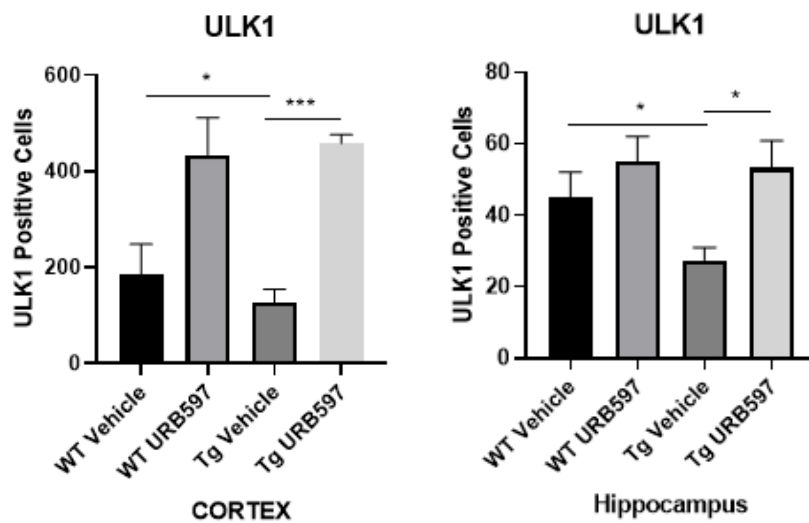 ULK1
ULK1 Positive Cells
600
400
200
0
*
***
WT Vehicle
WT URB597
Tg Vehicle
Tg URB597
CORTEX
ULK1
ULK1 Positive Cells
80
60
40
20
0
*
*
WT Vehicle
WT URB597
Tg Vehicle
Tg URB597
Hippocampus